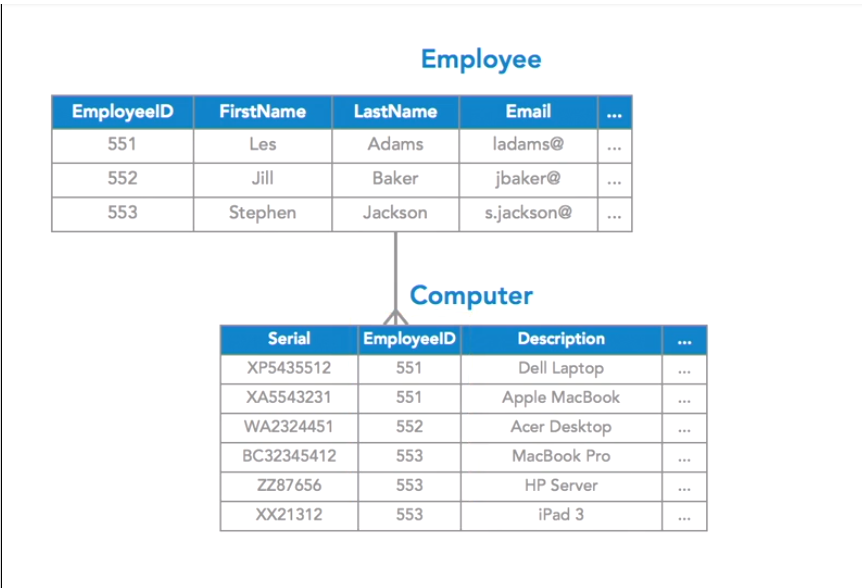 Employee
EmployeeID FirstName LastName Email ...
551 Les Adams ladams@ ...
552 Jill Baker jbaker@ ...
553 Stephen Jackson s.jackson@ ...
Computer
Serial EmployeeID Description ...
XP5435512 551 Dell Laptop ...
XA5543231 551 Apple MacBook ...
WA2324451 552 Acer Desktop ...
BC32345412 553 MacBook Pro ...
ZZ87656 553 HP Server ...
XX21312 553 iPad 3 ...